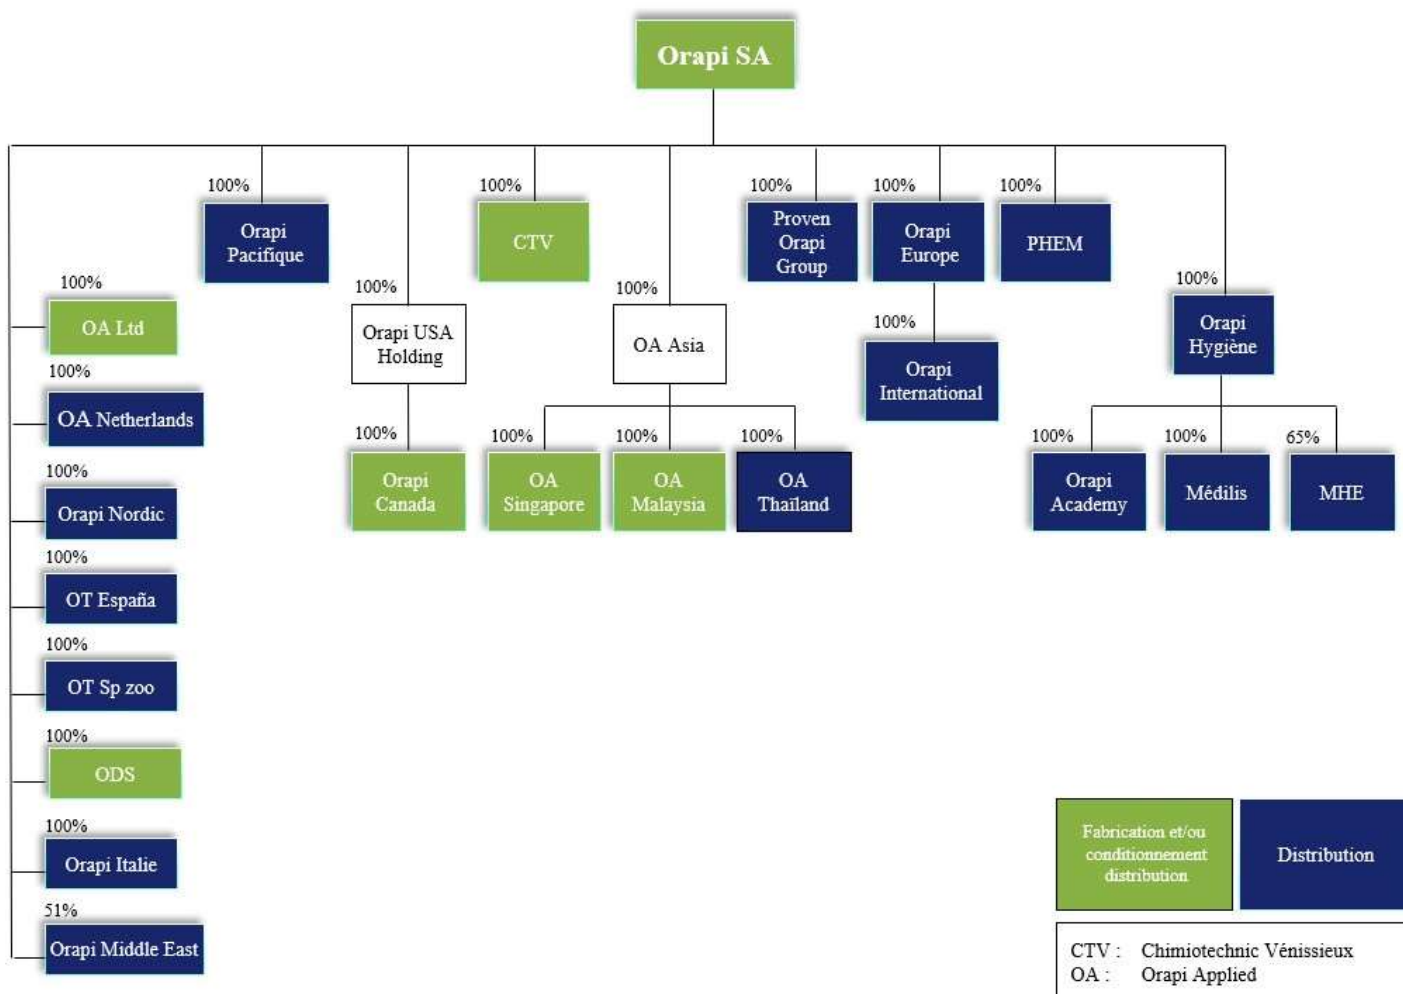 Orapi SA
100%
Orapi
Pacifique
100%
CTV
100%
Proven
Orapi
Group
100%
Orapi
Europe
100%
PHEM
100%
OA Ltd
100%
Orapi USA
Holding
100%
OA Asia
100%
Orapi
International
100%
Orapi
Hygiène
100%
OA Netherlands
100%
Orapi
Canada
100%
OA
Singapore
100%
OA
Malaysia
100%
OA
Thaïland
100%
Orapi
Academy
100%
Médilis
65%
MHE
100%
Orapi Nordic
100%
OT España
100%
OT Sp zoo
100%
ODS
100%
Orapi Italie
51%
Orapi Middle East
Fabrication et/ou
conditionnement
distribution
Distribution
CTV : Chimiotechnic Vénissieux
OA : Orapi Applied